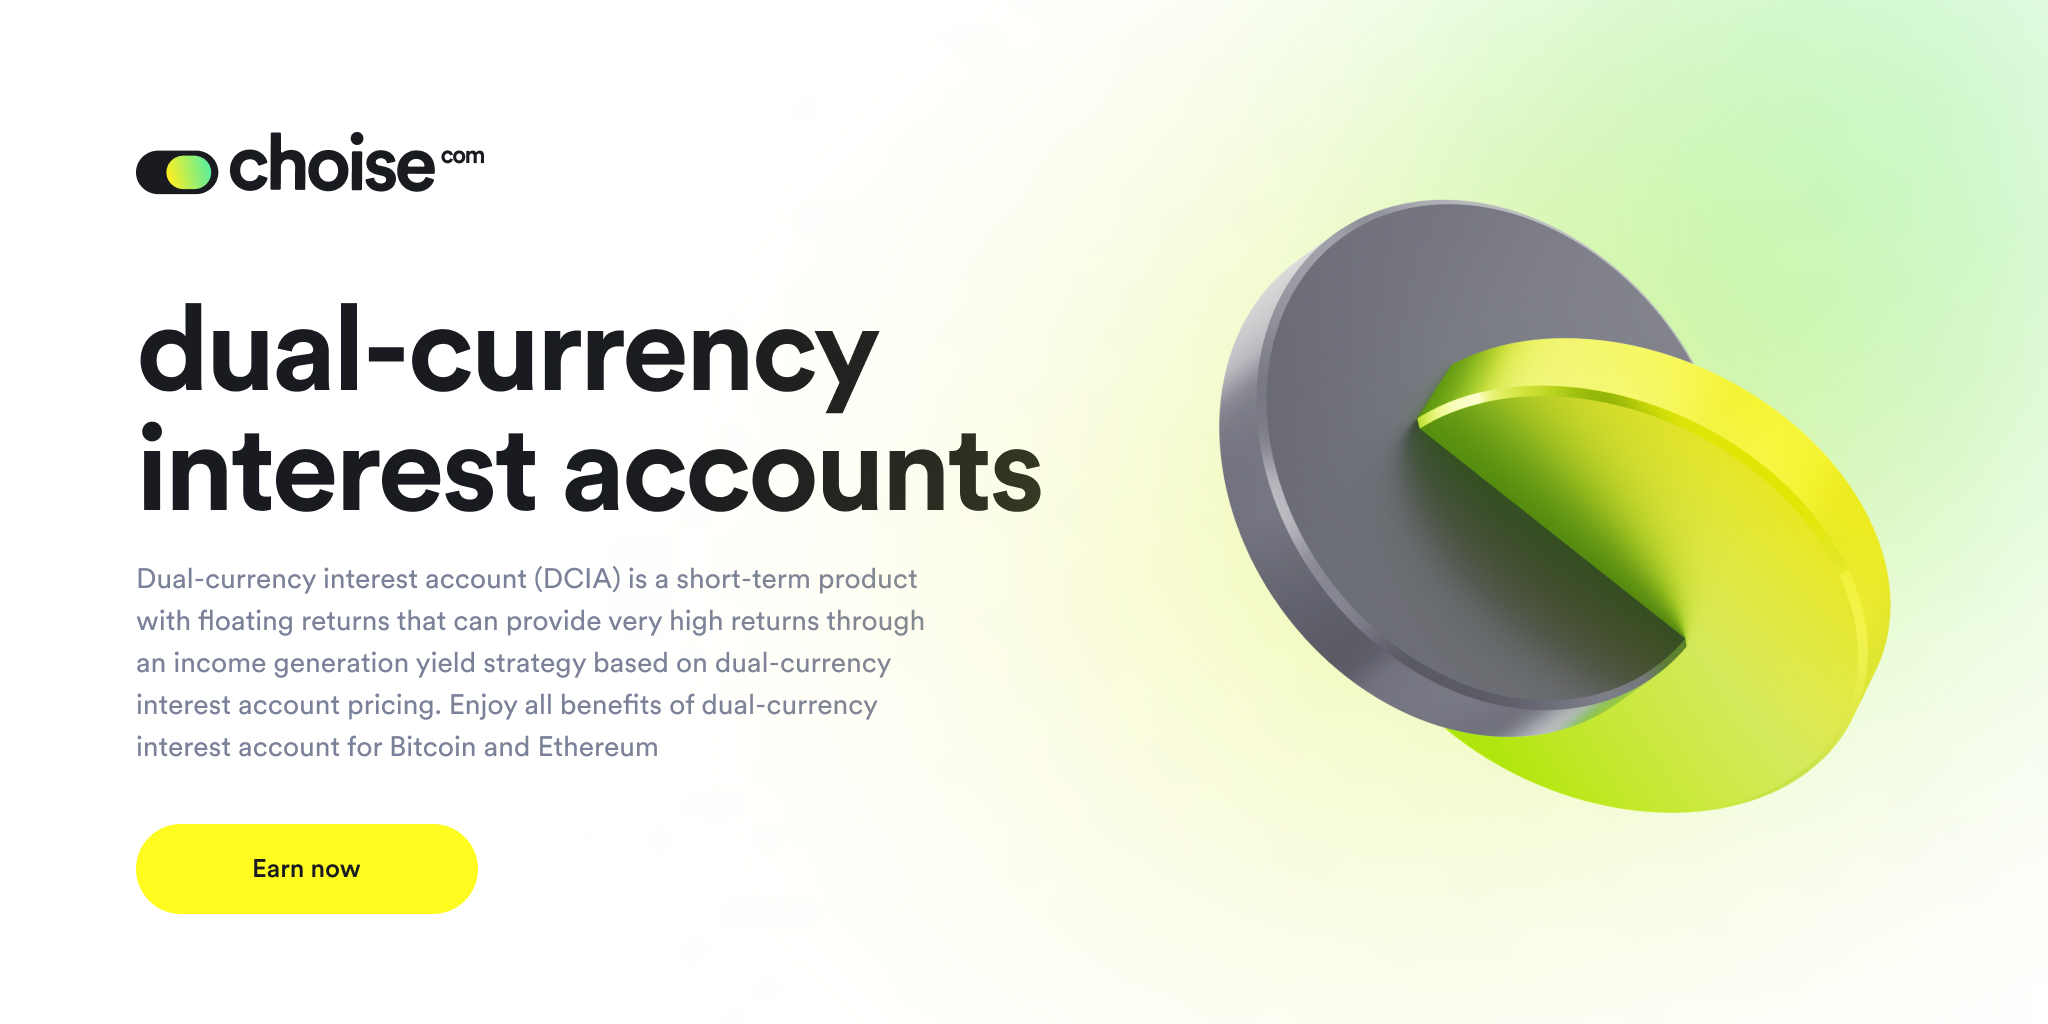 choise com
dual-currency
interest accounts
Dual-currency interest account (DCIA) is a short-term product
with floating returns that can provide very high returns through
an income generation yield strategy based on dual-currency
interest account pricing. Enjoy all benefits of dual-currency
interest account for Bitcoin and Ethereum
Earn now